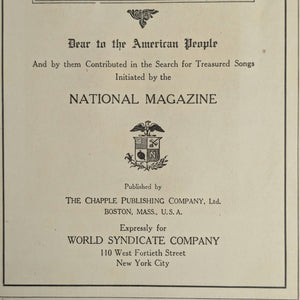 Dear to the American People
And by them Contributed in the Search for Treasured Songs
Initiated by the
NATIONAL MAGAZINE
Published by
THE CHAPPLE PUBLISHING COMPANY, Ltd.
BOSTON, MASS., U. S. A.
Expressly for
WORLD SYNDICATE COMPANY
110 West Fortieth Street
New York City